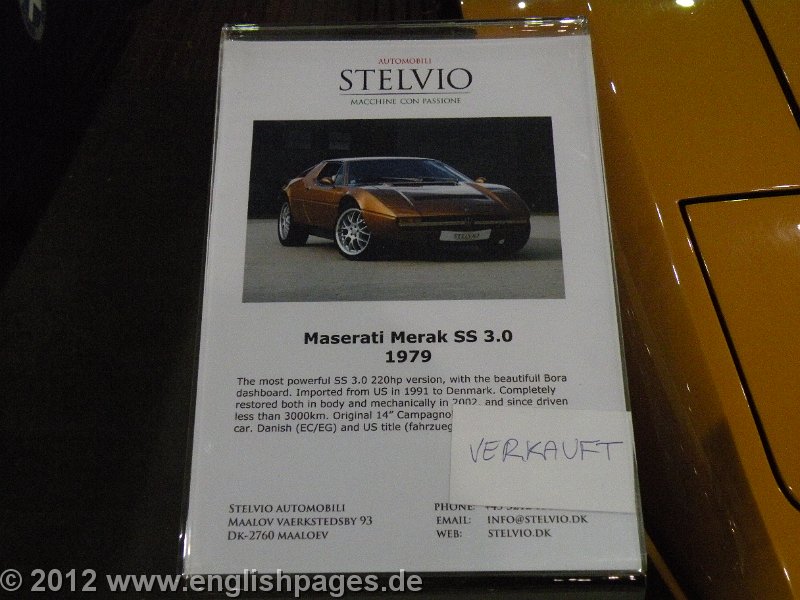 AUTOMOBILI
STELVIO
MACCHINE CON PASSIONE
STELVIO
Maserati Merak SS 3.0
1979
The most powerful SS 3.0 220hp version, with the beautifull Bora
dashboard. Imported from US in 1991 to Denmark. Completely
restored both in body and mechanically in 2002, and since driven
less than 3000km. Original 14" Campagnol
car. Danish (EC/EG) and US title (fahrzueg
VERKAUFT
STELVIO AUTOMOBILI
MAALOV VAERKSTEDSBY 93
DK-2760 MAALOEV
PHONE: +45 3212
EMAIL: INFO@STELVIO.DK
WEB: STELVIO.DK
© 2012 www.englishpages.de